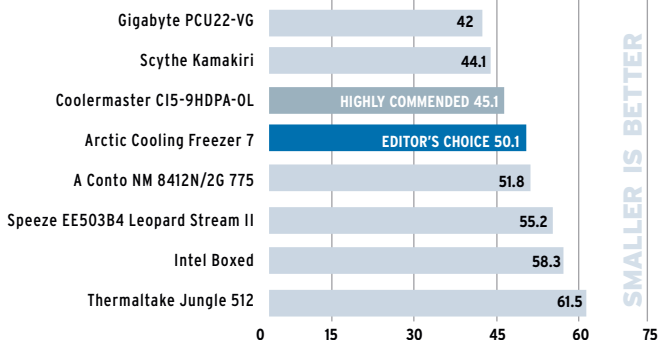 Gigabyte PCU22-VG 42
Scythe Kamakiri 44.1
Coolermaster CI5-9HDPA-0L HIGHLY COMMENDED 45.1
Arctic Cooling Freezer 7 EDITOR'S CHOICE 50.1
A Conto NM 8412N/2G 775 51.8
Speeze EE503B4 Leopard Stream II 55.2
Intel Boxed 58.3
Thermaltake Jungle 512 61.5
0 15 30 45 60 75
SMALLER IS BETTER